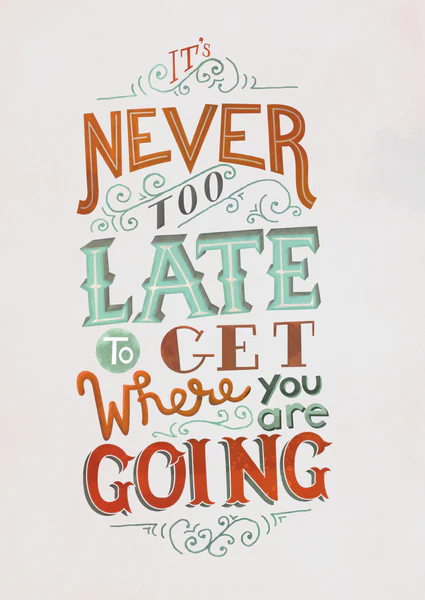 IT's
NEVER
TOO
LATE
To GET
Where you
are
GOING